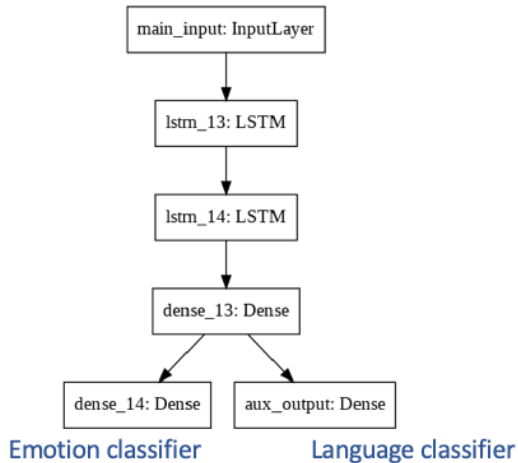 main_input: InputLayer
lstm_13: LSTM
lstm_14: LSTM
dense_13: Dense
dense_14: Dense
aux_output: Dense
Emotion classifier
Language classifier